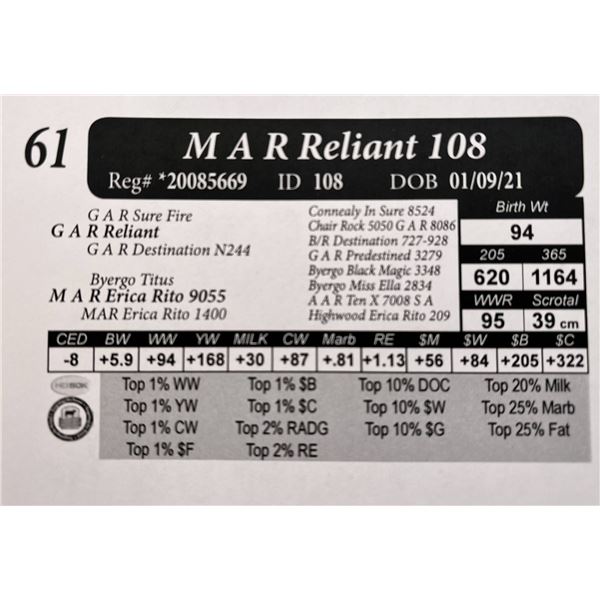 61
M A R Reliant 108
Reg# *20085669 ID 108 DOB 01/09/21
G A R Sure Fire
G A R Reliant
G A R Destination N244
Byergo Titus
M A R Erica Rito 9055
MAR Erica Rito 1400
Connealy In Sure 8524
Chair Rock 5050 G A R 8086
B/R Destination 727-928
G A R Predestined 3279
Byergo Black Magic 3348
Byergo Miss Ella 2834
A A R Ten X 7008 S A
Highwood Erica Rito 209
Birth Wt
94
205 365
620 1164
WWR Scrotal
95 39 cm
CED BW WW YW MILK CW Marb RE $M $W $B $C
-8 +5.9 +94 +168 +30 +87 +.81 +1.13 +56 +84 +205 +322
Top 1% WW Top 1% $B Top 10% DOC Top 20% Milk
Top 1% YW Top 1% $C Top 10% $W Top 25% Marb
Top 1% CW Top 2% RADG Top 10% $G Top 25% Fat
Top 1% $F Top 2% RE